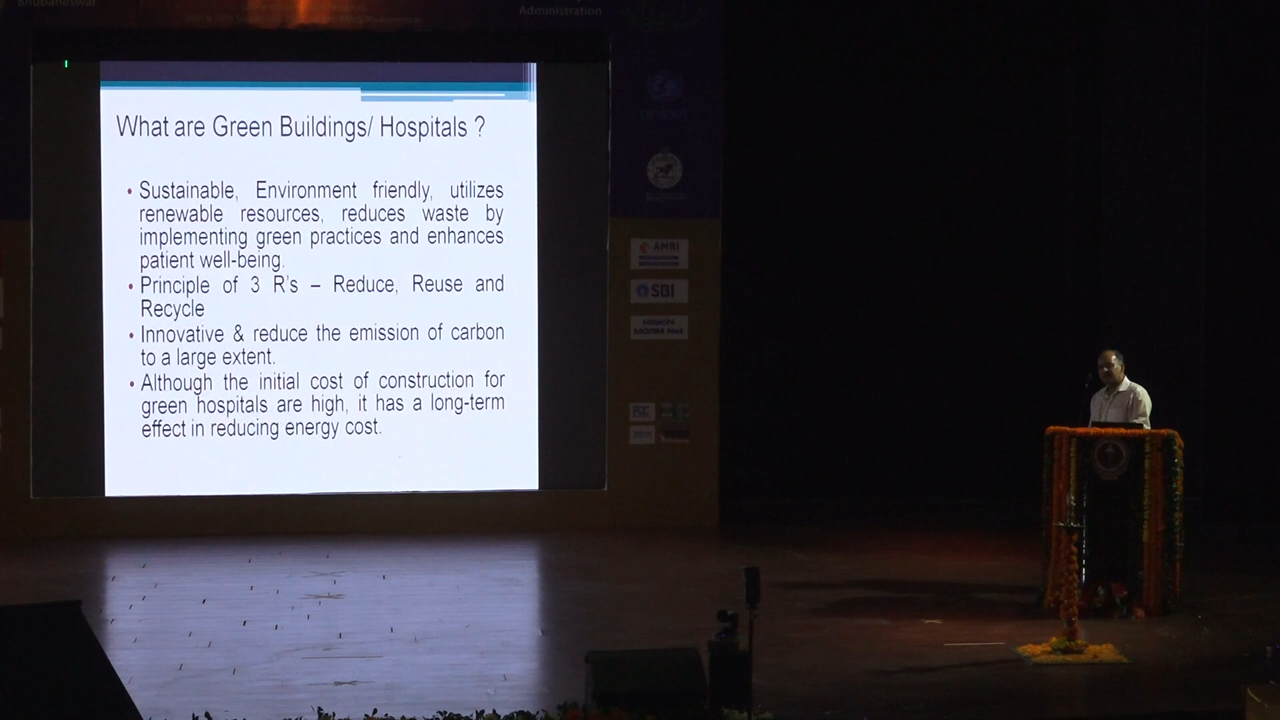 Bhubaneswar
Administration
What are Green Buildings/ Hospitals ?
• Sustainable, Environment friendly, utilizes
renewable resources, reduces waste by
implementing green practices and enhances
patient well-being.
• Principle of 3 R's – Reduce, Reuse and
Recycle
• Innovative & reduce the emission of carbon
to a large extent.
• Although the initial cost of construction for
green hospitals are high, it has a long-term
effect in reducing energy cost.
AMRI
SBI